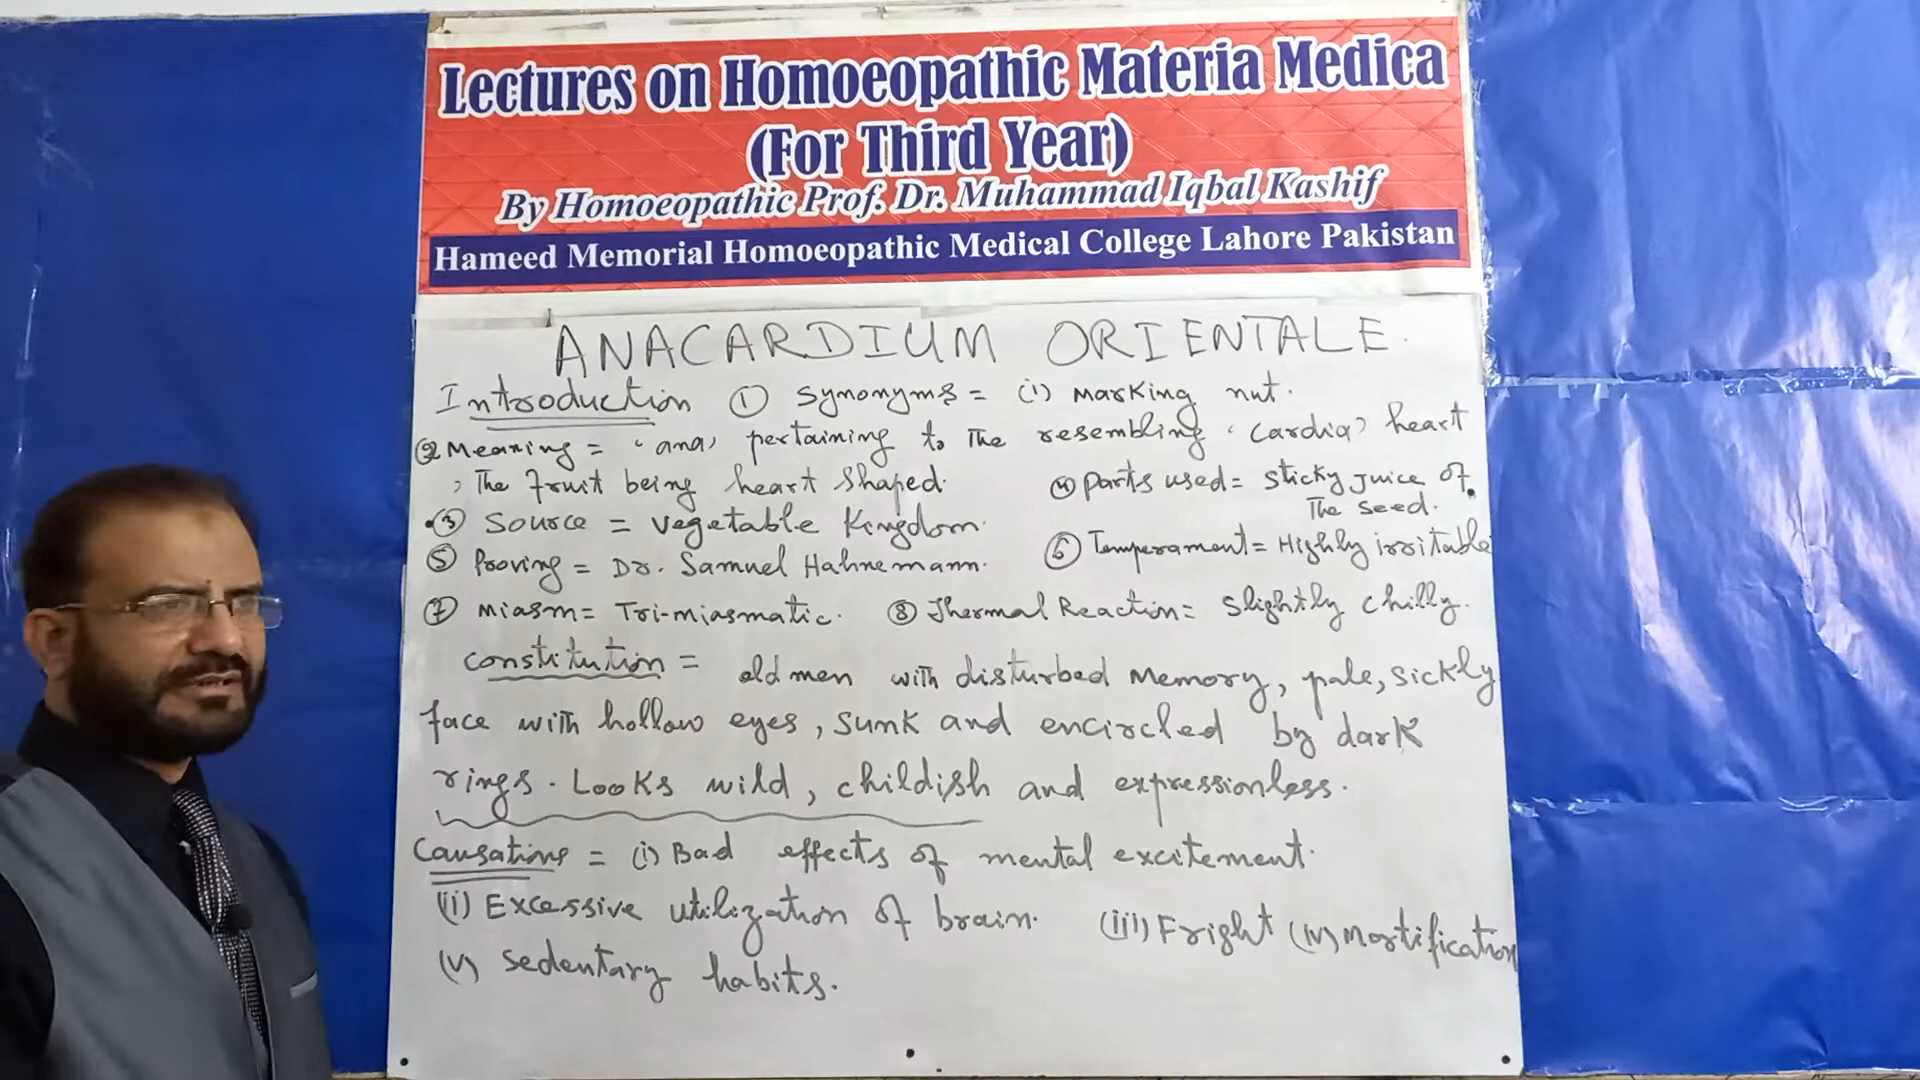 Lectures on Homoeopathic Materia Medica
(For Third Year)
By Homoeopathic Prof. Dr. Muhammad Iqbal Kashif
Hameed Memorial Homoeopathic Medical College Lahore Pakistan
ANACARDIUM ORIENTALE.
Introduction ① Synonyms = (i) Marking nut.
② Meaning = 'ana' pertaining to The resembling 'Cardia' heart
, The fruit being heart shaped.
④ Parts used = sticky Juice of The seed.
③ Source = vegetable Kingdom.
⑤ Proving = Dr. Samuel Hahnemann.
⑥ Temperament = Highly irritable
⑦ Miasm = Tri-miasmatic. ⑧ Thermal Reaction = Slightly chilly.
Constitution = old men with disturbed Memory, pale, sickly
face with hollow eyes, sunk and encircled by dark
rings. Looks wild, childish and expressionless.
Causations = (i) Bad effects of mental excitement.
(ii) Excessive utilization of brain. (iii) Fright (iv) Mortification
(v) sedentary habits.